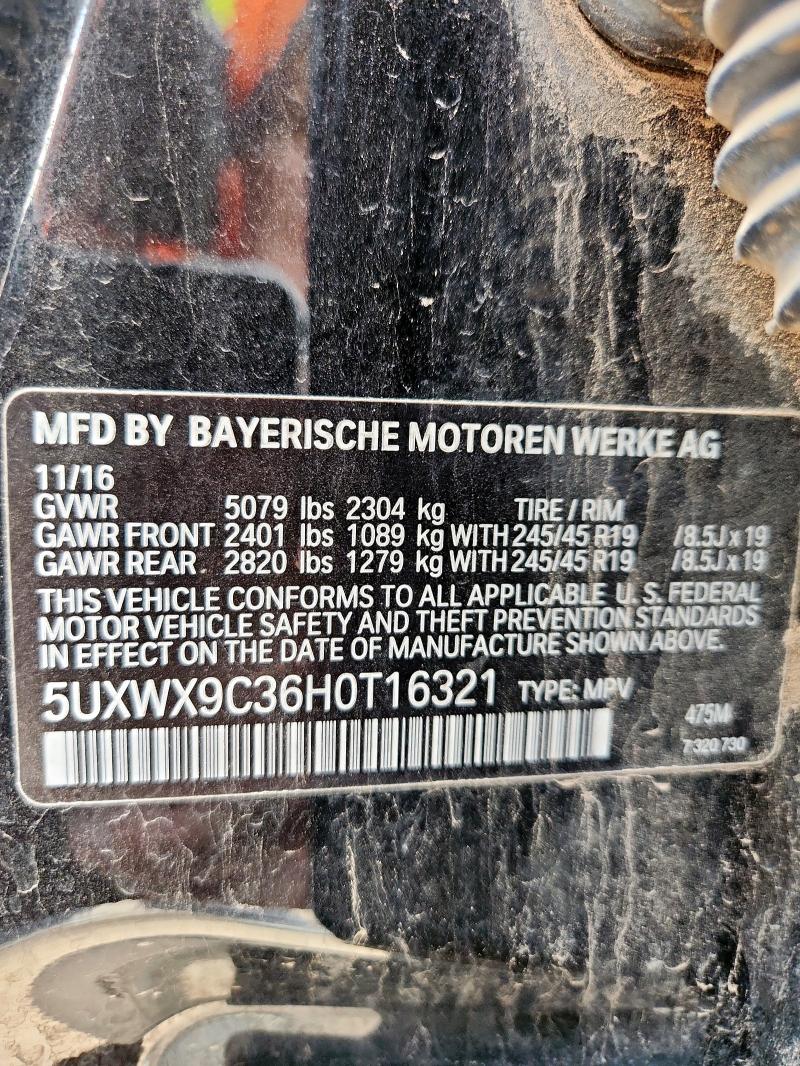 MFD BY BAYERISCHE MOTOREN WERKE AG
11/16
GVWR 5079 lbs 2304 kg TIRE / RIM
GAWR FRONT 2401 lbs 1089 kg WITH 245/45 R19 /8.5J x 19
GAWR REAR 2820 lbs 1279 kg WITH 245/45 R19 /8.5J x 19
THIS VEHICLE CONFORMS TO ALL APPLICABLE U. S. FEDERAL
MOTOR VEHICLE SAFETY AND THEFT PREVENTION STANDARDS
IN EFFECT ON THE DATE OF MANUFACTURE SHOWN ABOVE.
5UXWX9C36H0T16321 TYPE: MPV
475M
7 320 730